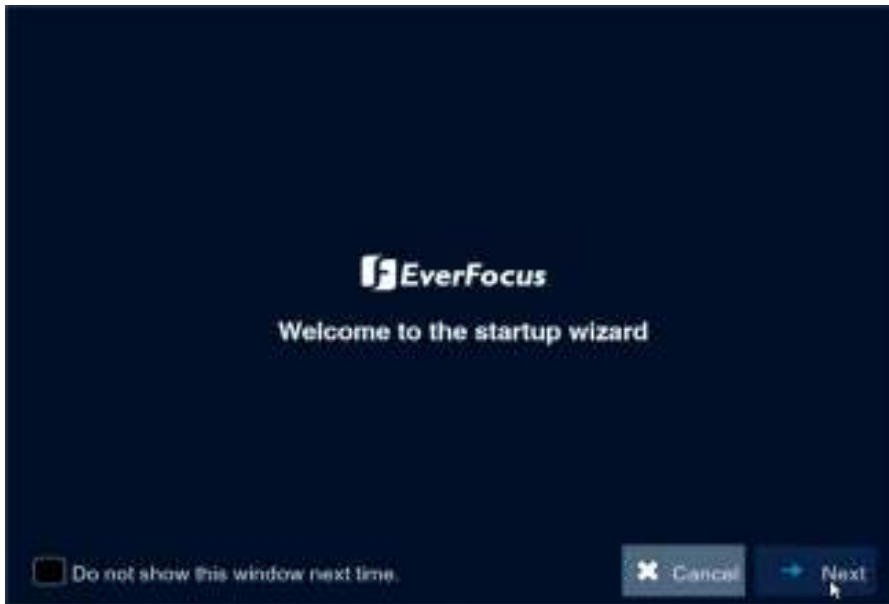 EverFocus
Welcome to the startup wizard
Do not show this window next time.
Cancel
Next